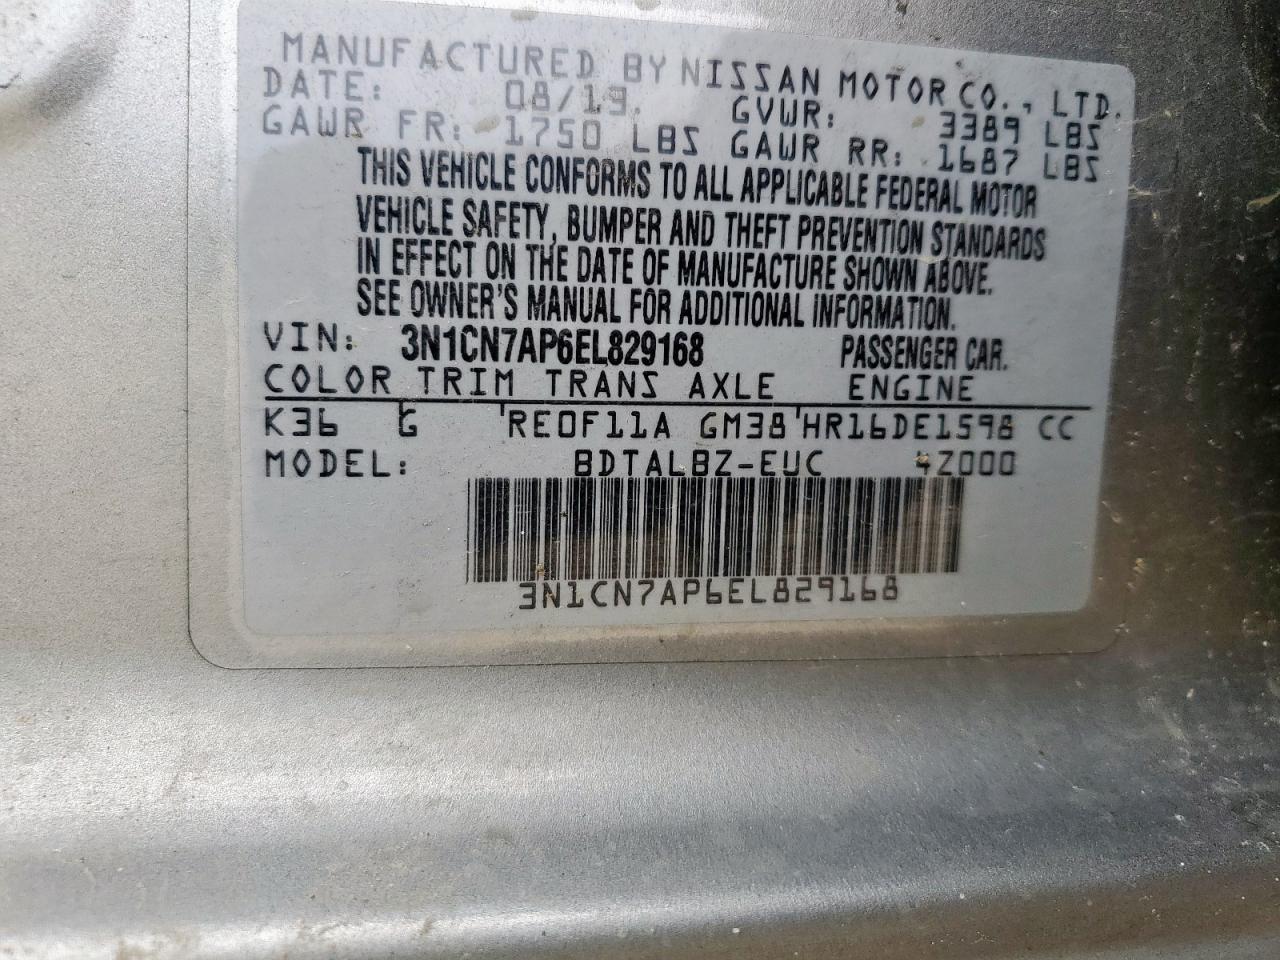 MANUFACTURED BY NISSAN MOTOR CO., LTD.
DATE: 08/13 GVWR: 3389 LBS
GAWR FR: 1750 LBS GAWR RR: 1687 LBS
THIS VEHICLE CONFORMS TO ALL APPLICABLE FEDERAL MOTOR
VEHICLE SAFETY, BUMPER AND THEFT PREVENTION STANDARDS
IN EFFECT ON THE DATE OF MANUFACTURE SHOWN ABOVE.
SEE OWNER'S MANUAL FOR ADDITIONAL INFORMATION.
VIN: 3N1CN7AP6EL829168 PASSENGER CAR.
COLOR TRIM TRANS AXLE ENGINE
K36 G RE0F11A GM38 HR16DE1598 CC
MODEL: BDTALBZ-EUC 4Z000
3N1CN7AP6EL829168